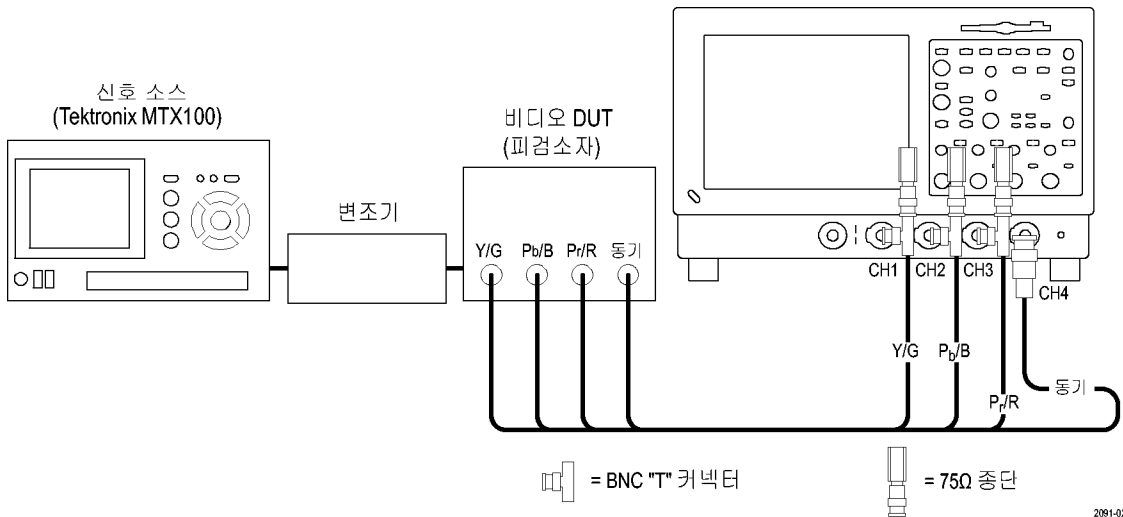 신호 소스
(Tektronix MTX100)
변조기
비디오 DUT
(피검소자)
Y/G Pb/B Pr/R 동기
CH1 CH2 CH3 CH4
Y/G Pb/B Pr/R 동기
= BNC "T" 커넥터
= 75Ω 종단